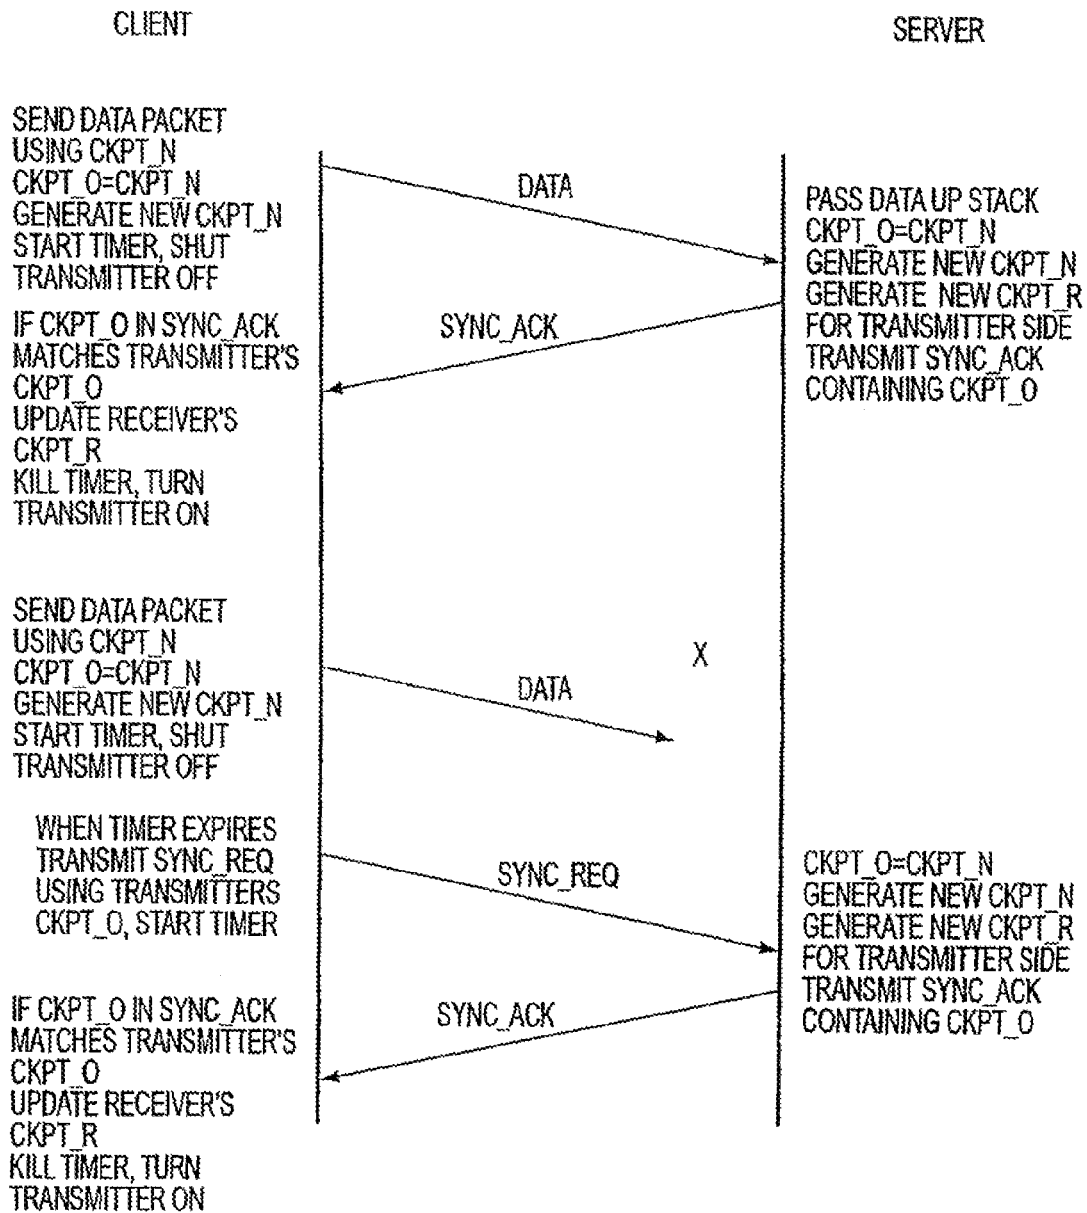 CLIENT
SERVER
SEND DATA PACKET
USING CKPT_N
CKPT_O=CKPT_N
GENERATE NEW CKPT_N
START TIMER, SHUT
TRANSMITTER OFF
DATA
PASS DATA UP STACK
CKPT_O=CKPT_N
GENERATE NEW CKPT_N
GENERATE NEW CKPT_R
FOR TRANSMITTER SIDE
TRANSMIT SYNC_ACK
CONTAINING CKPT_O
SYNC_ACK
IF CKPT_O IN SYNC_ACK
MATCHES TRANSMITTER'S
CKPT_O
UPDATE RECEIVER'S
CKPT_R
KILL TIMER, TURN
TRANSMITTER ON
SEND DATA PACKET
USING CKPT_N
CKPT_O=CKPT_N
GENERATE NEW CKPT_N
START TIMER, SHUT
TRANSMITTER OFF
DATA
X
WHEN TIMER EXPIRES
TRANSMIT SYNC_REQ
USING TRANSMITTERS
CKPT_O, START TIMER
SYNC_REQ
CKPT_O=CKPT_N
GENERATE NEW CKPT_N
GENERATE NEW CKPT_R
FOR TRANSMITTER SIDE
TRANSMIT SYNC_ACK
CONTAINING CKPT_O
SYNC_ACK
IF CKPT_O IN SYNC_ACK
MATCHES TRANSMITTER'S
CKPT_O
UPDATE RECEIVER'S
CKPT_R
KILL TIMER, TURN
TRANSMITTER ON